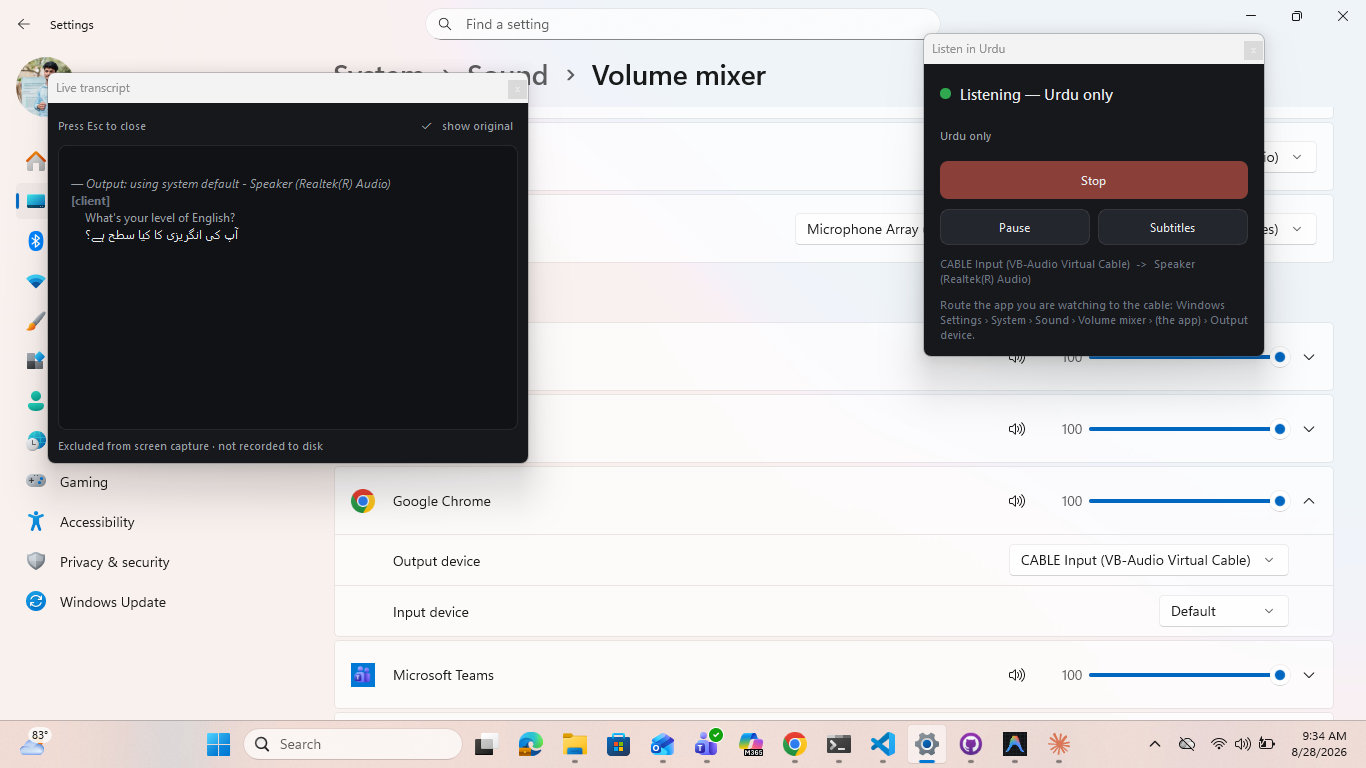 Settings
Find a setting
System › Sound › Volume mixer
Live transcript
x
Press Esc to close
show original
— Output: using system default - Speaker (Realtek(R) Audio)
[client]
What's your level of English?
آپ کی انگریزی کا کیا سطح ہے؟
Excluded from screen capture · not recorded to disk
Listen in Urdu
x
Listening — Urdu only
Urdu only
Stop
Pause
Subtitles
CABLE Input (VB-Audio Virtual Cable) -> Speaker
(Realtek(R) Audio)
Route the app you are watching to the cable: Windows
Settings › System › Sound › Volume mixer › (the app) › Output
device.
Microphone Array
100
100
Google Chrome
100
Output device
CABLE Input (VB-Audio Virtual Cable)
Input device
Default
Microsoft Teams
100
Gaming
Accessibility
Privacy & security
Windows Update
83°
Search
M365
9:34 AM
8/28/2026